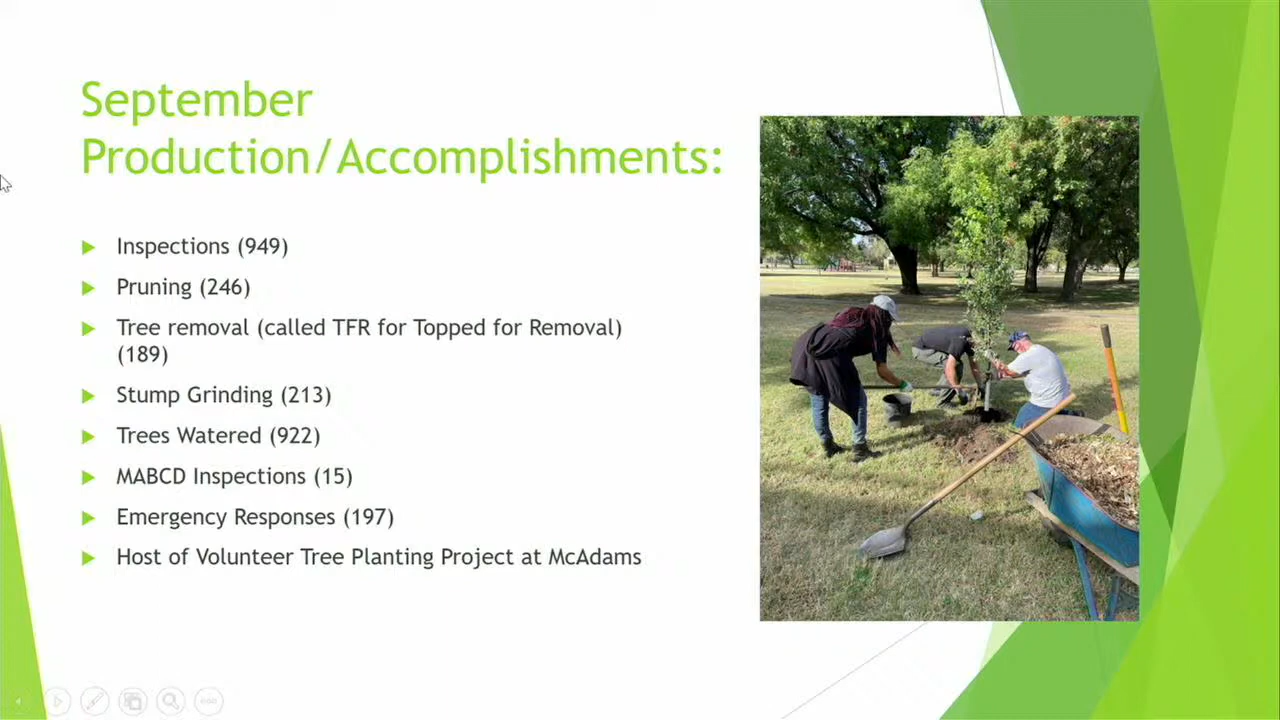 September
Production/Accomplishments:
Inspections (949)
Pruning (246)
Tree removal (called TFR for Topped for Removal)
(189)
Stump Grinding (213)
Trees Watered (922)
MABCD Inspections (15)
Emergency Responses (197)
Host of Volunteer Tree Planting Project at McAdams